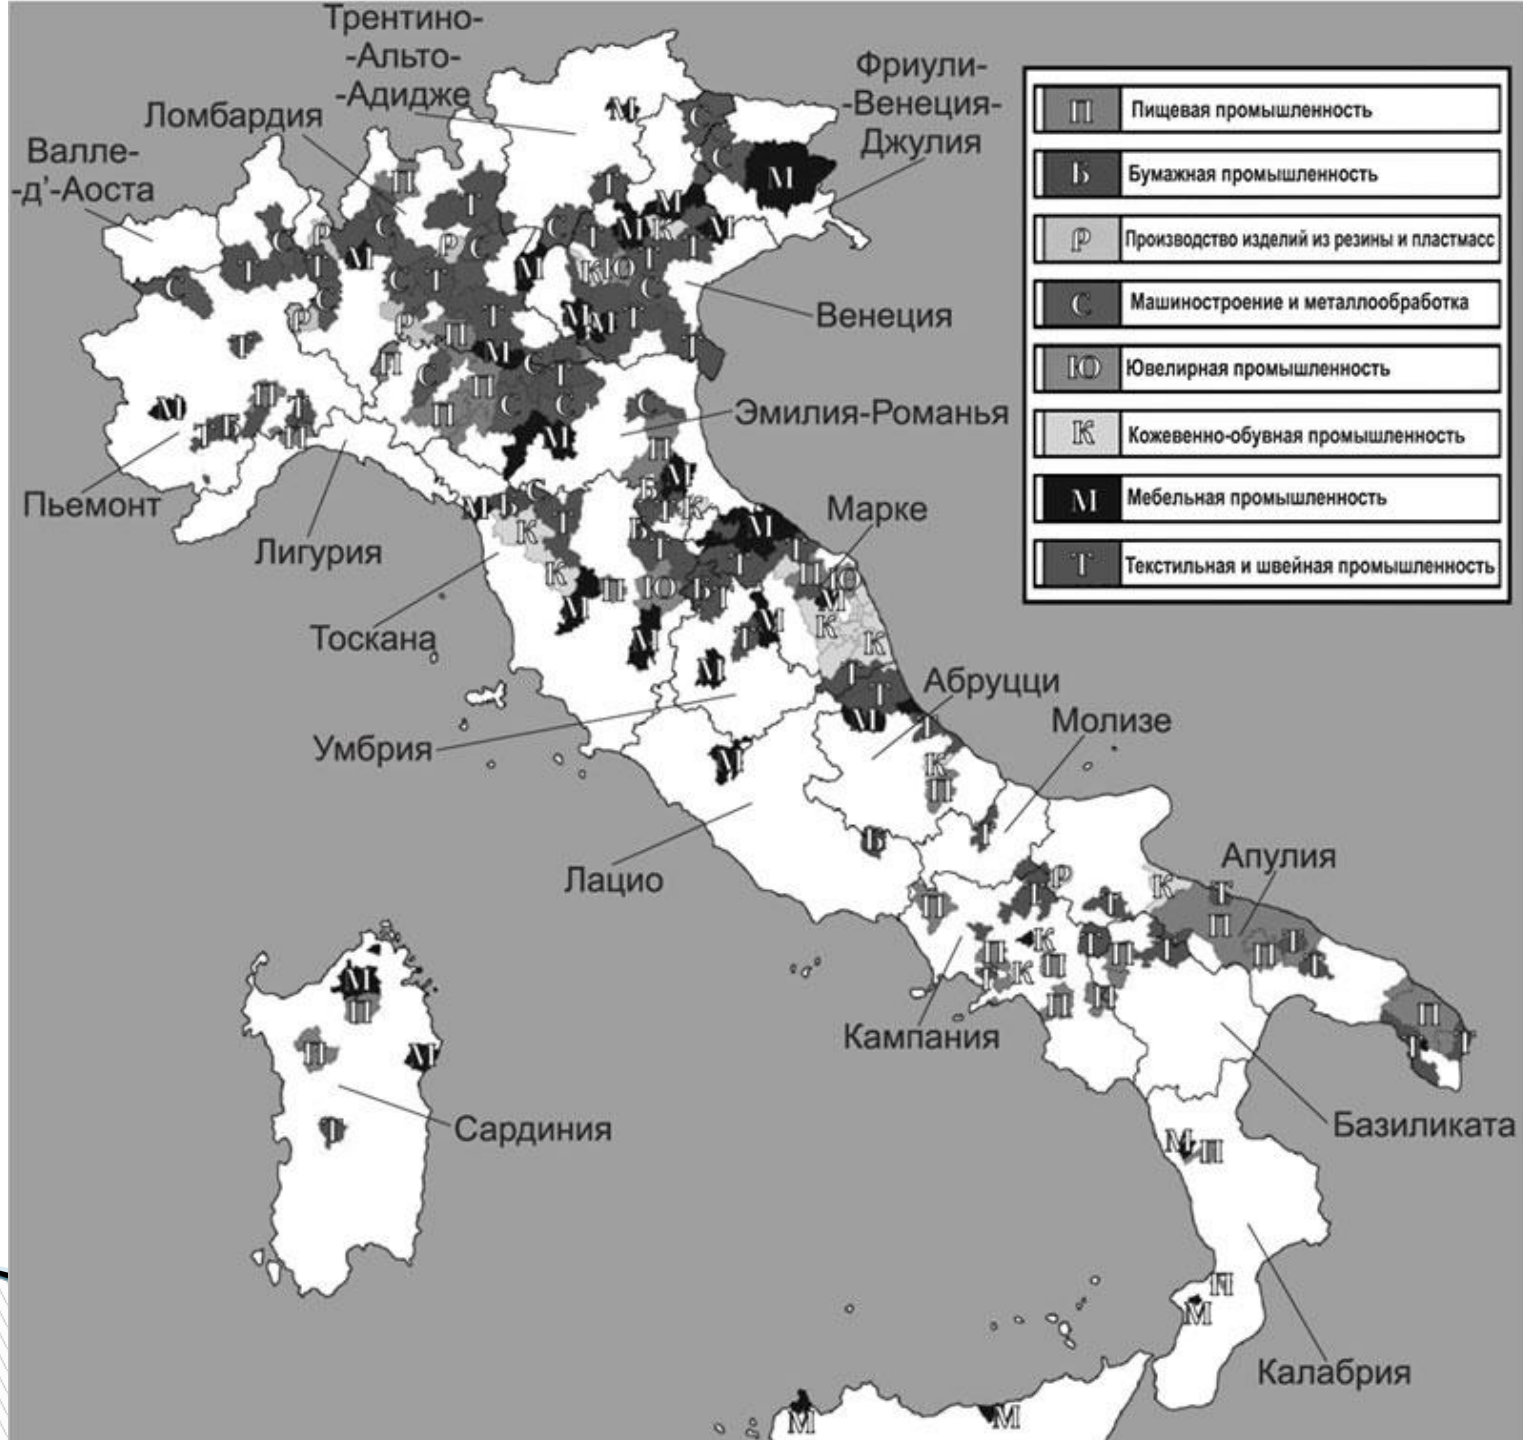 Трентино-
-Альто-
-Адидже
Фриули-
-Венеция-
Джулия
Ломбардия
Валле-
-д’-Аоста
П Пищевая промышленность
Б Бумажная промышленность
Р Производство изделий из резины и пластмасс
С Машиностроение и металлообработка
Ю Ювелирная промышленность
К Кожевенно-обувная промышленность
М Мебельная промышленность
Т Текстильная и швейная промышленность
Венеция
Эмилия-Романья
Пьемонт
Лигурия
Марке
Тоскана
Абруцци
Молизе
Умбрия
Лацио
Апулия
Кампания
Базиликата
Сардиния
Калабрия